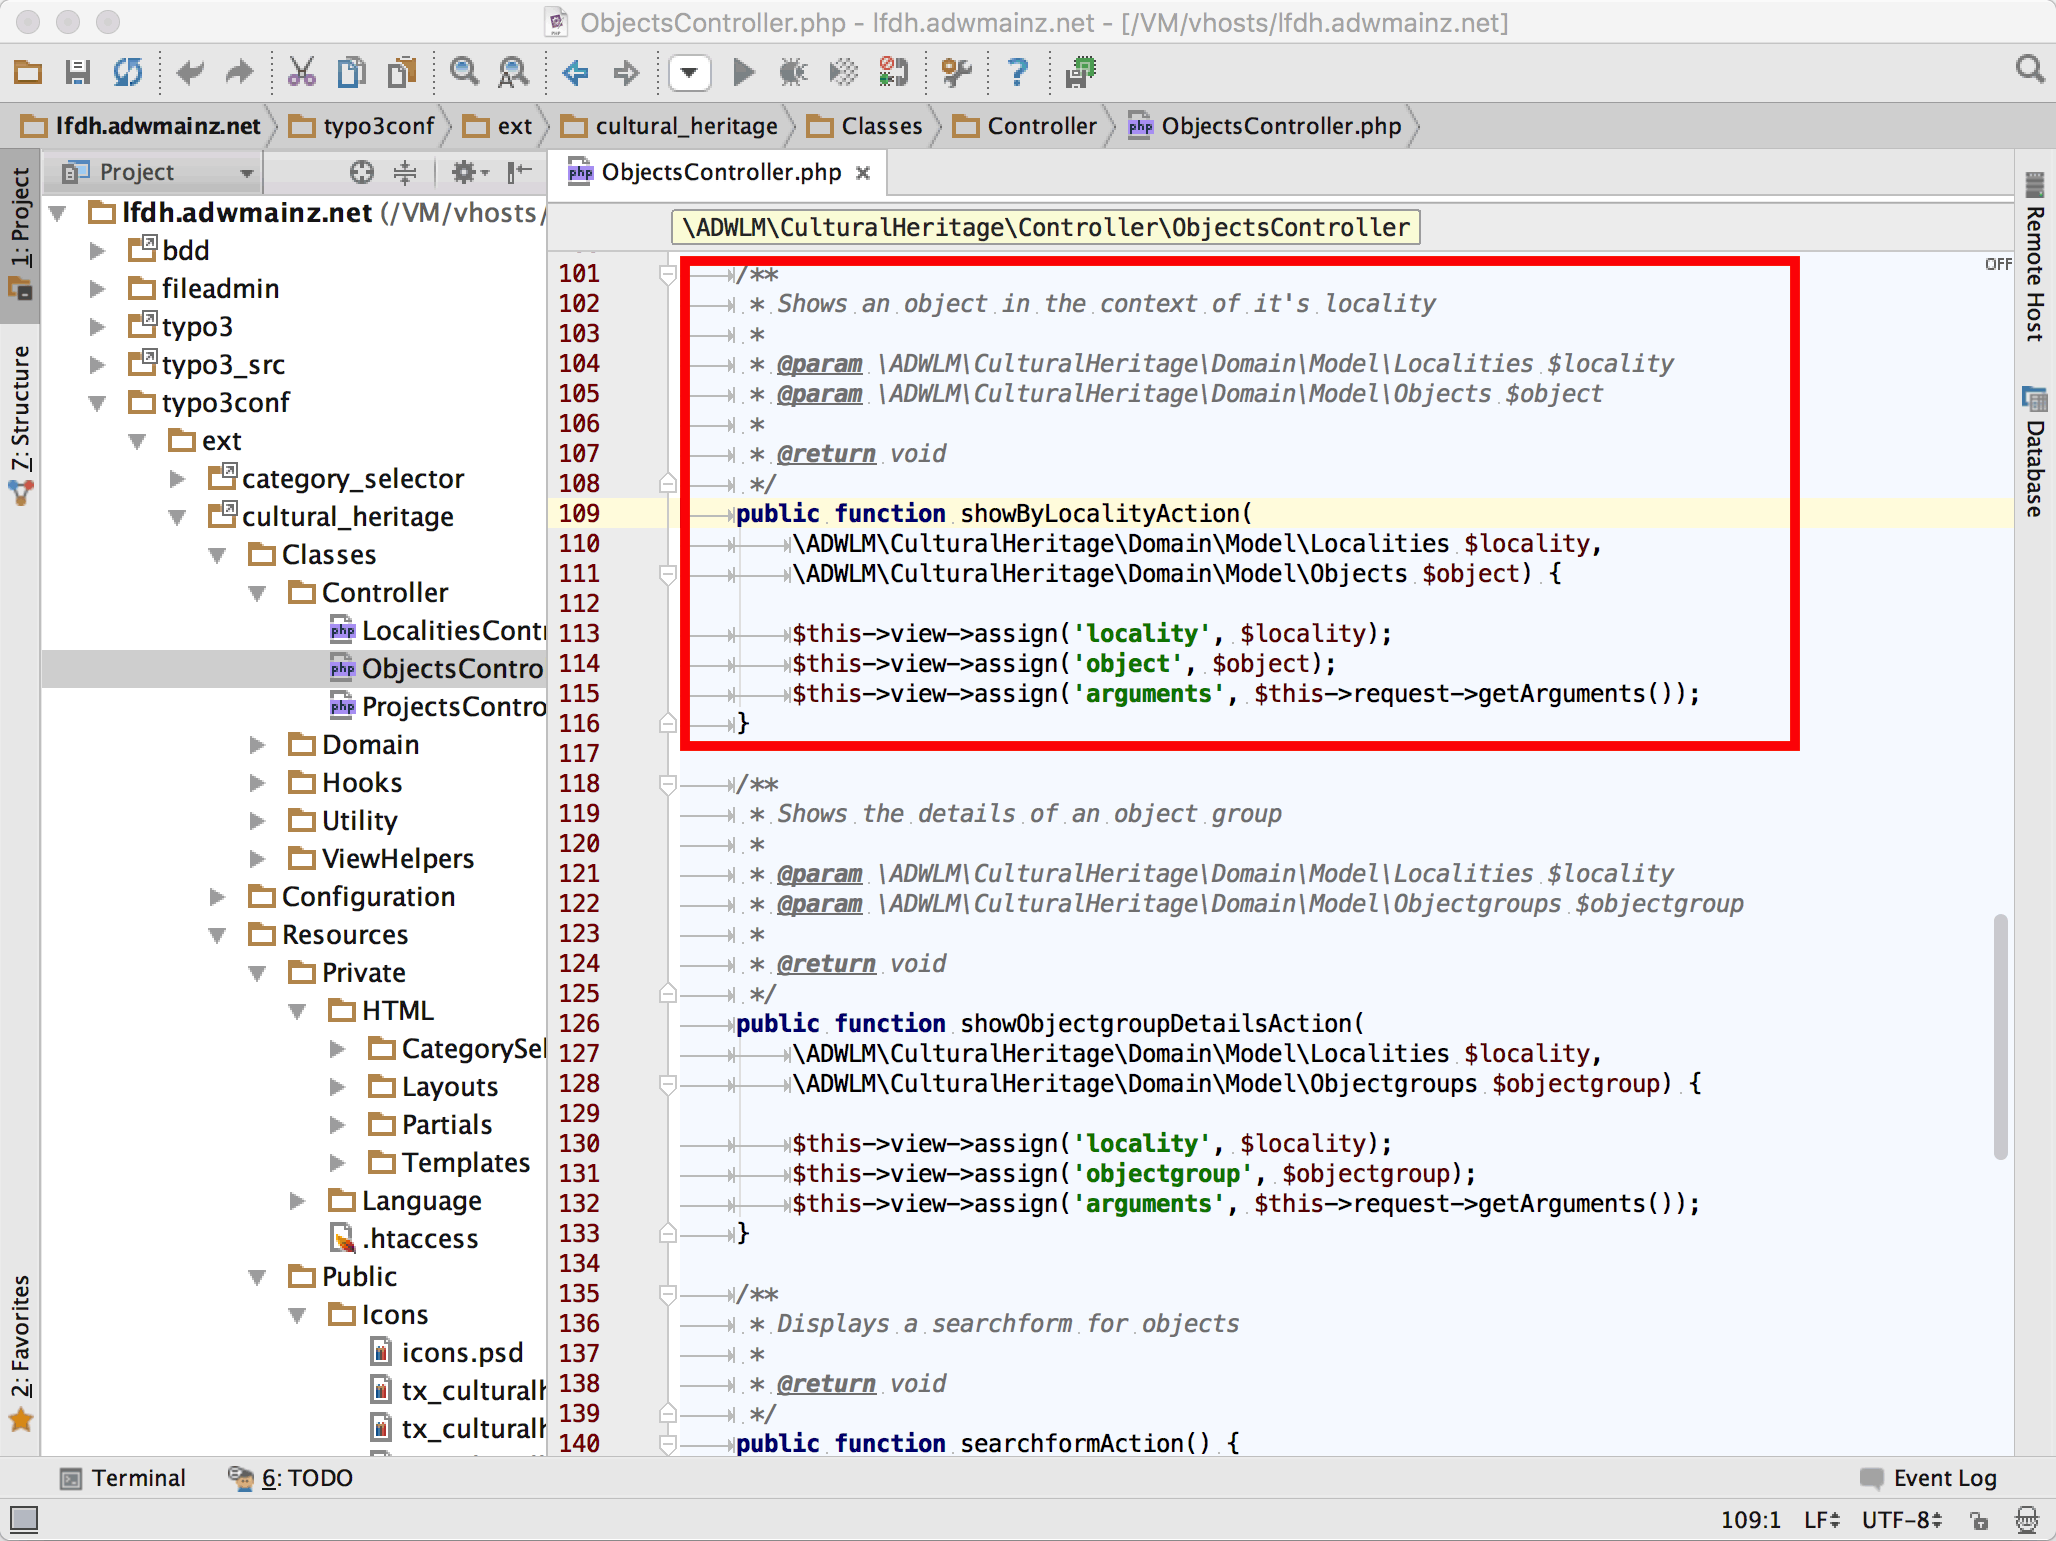 ObjectsController.php - lfdh.adwmainz.net - [/VM/vhosts/lfdh.adwmainz.net]
lfdh.adwmainz.net typo3conf ext cultural_heritage Classes Controller ObjectsController.php
1: Project
7: Structure
2: Favorites
Project
lfdh.adwmainz.net (/VM/vhosts/
bdd
fileadmin
typo3
typo3_src
typo3conf
ext
category_selector
cultural_heritage
Classes
Controller
LocalitiesContr
ObjectsContro
ProjectsContro
Domain
Hooks
Utility
ViewHelpers
Configuration
Resources
Private
HTML
CategorySel
Layouts
Partials
Templates
Language
.htaccess
Public
Icons
icons.psd
tx_culturalh
tx_culturalh
ObjectsController.php
\ADWLM\CulturalHeritage\Controller\ObjectsController
OFF
101 /**
102 * Shows an object in the context of it's locality
103 *
104 * @param \ADWLM\CulturalHeritage\Domain\Model\Localities $locality
105 * @param \ADWLM\CulturalHeritage\Domain\Model\Objects $object
106 *
107 * @return void
108 */
109 public function showByLocalityAction(
110 \ADWLM\CulturalHeritage\Domain\Model\Localities $locality,
111 \ADWLM\CulturalHeritage\Domain\Model\Objects $object) {
112
113 $this->view->assign('locality', $locality);
114 $this->view->assign('object', $object);
115 $this->view->assign('arguments', $this->request->getArguments());
116 }
117
118 /**
119 * Shows the details of an object group
120 *
121 * @param \ADWLM\CulturalHeritage\Domain\Model\Localities $locality
122 * @param \ADWLM\CulturalHeritage\Domain\Model\Objectgroups $objectgroup
123 *
124 * @return void
125 */
126 public function showObjectgroupDetailsAction(
127 \ADWLM\CulturalHeritage\Domain\Model\Localities $locality,
128 \ADWLM\CulturalHeritage\Domain\Model\Objectgroups $objectgroup) {
129
130 $this->view->assign('locality', $locality);
131 $this->view->assign('objectgroup', $objectgroup);
132 $this->view->assign('arguments', $this->request->getArguments());
133 }
134
135 /**
136 * Displays a searchform for objects
137 *
138 * @return void
139 */
140 public function searchformAction() {
Remote Host
Database
Terminal
6: TODO
Event Log
109:1 LF UTF-8